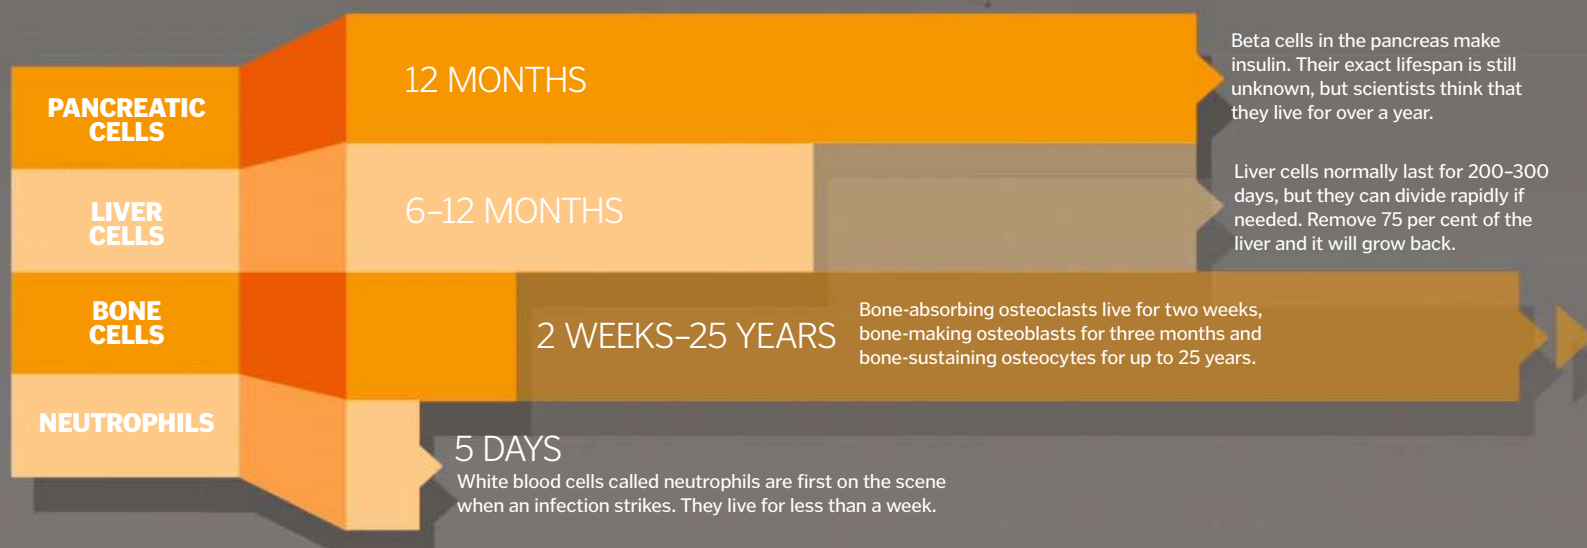 PANCREATIC
CELLS
12 MONTHS
Beta cells in the pancreas make
insulin. Their exact lifespan is still
unknown, but scientists think that
they live for over a year.
LIVER
CELLS
6–12 MONTHS
Liver cells normally last for 200–300
days, but they can divide rapidly if
needed. Remove 75 per cent of the
liver and it will grow back.
BONE
CELLS
2 WEEKS–25 YEARS
Bone-absorbing osteoclasts live for two weeks,
bone-making osteoblasts for three months and
bone-sustaining osteocytes for up to 25 years.
NEUTROPHILS
5 DAYS
White blood cells called neutrophils are first on the scene
when an infection strikes. They live for less than a week.